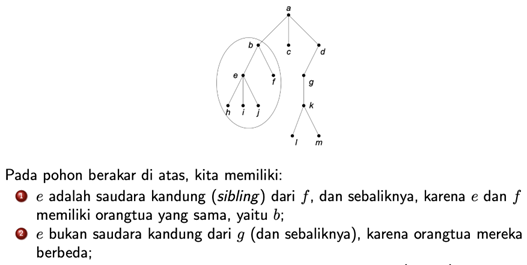 a
b
c
d
e
f
g
h
i
j
k
l
m
Pada pohon berakar di atas, kita memiliki:
1 e adalah saudara kandung (sibling) dari f, dan sebaliknya, karena e dan f
memiliki orangtua yang sama, yaitu b;
2 e bukan saudara kandung dari g (dan sebaliknya), karena orangtua mereka
berbeda;